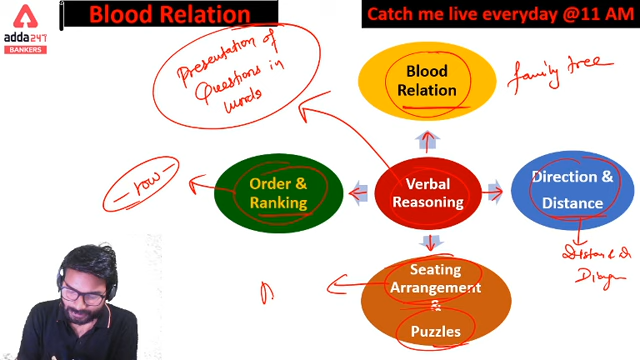 Blood Relation
Catch me live everyday @11 AM
adda247
BANKERS
Presentation of
Questions in
words
Blood
Relation
family tree
row
Order &
Ranking
Verbal
Reasoning
Direction &
Distance
Distance &
Seating
Arrangement
&
Puzzles